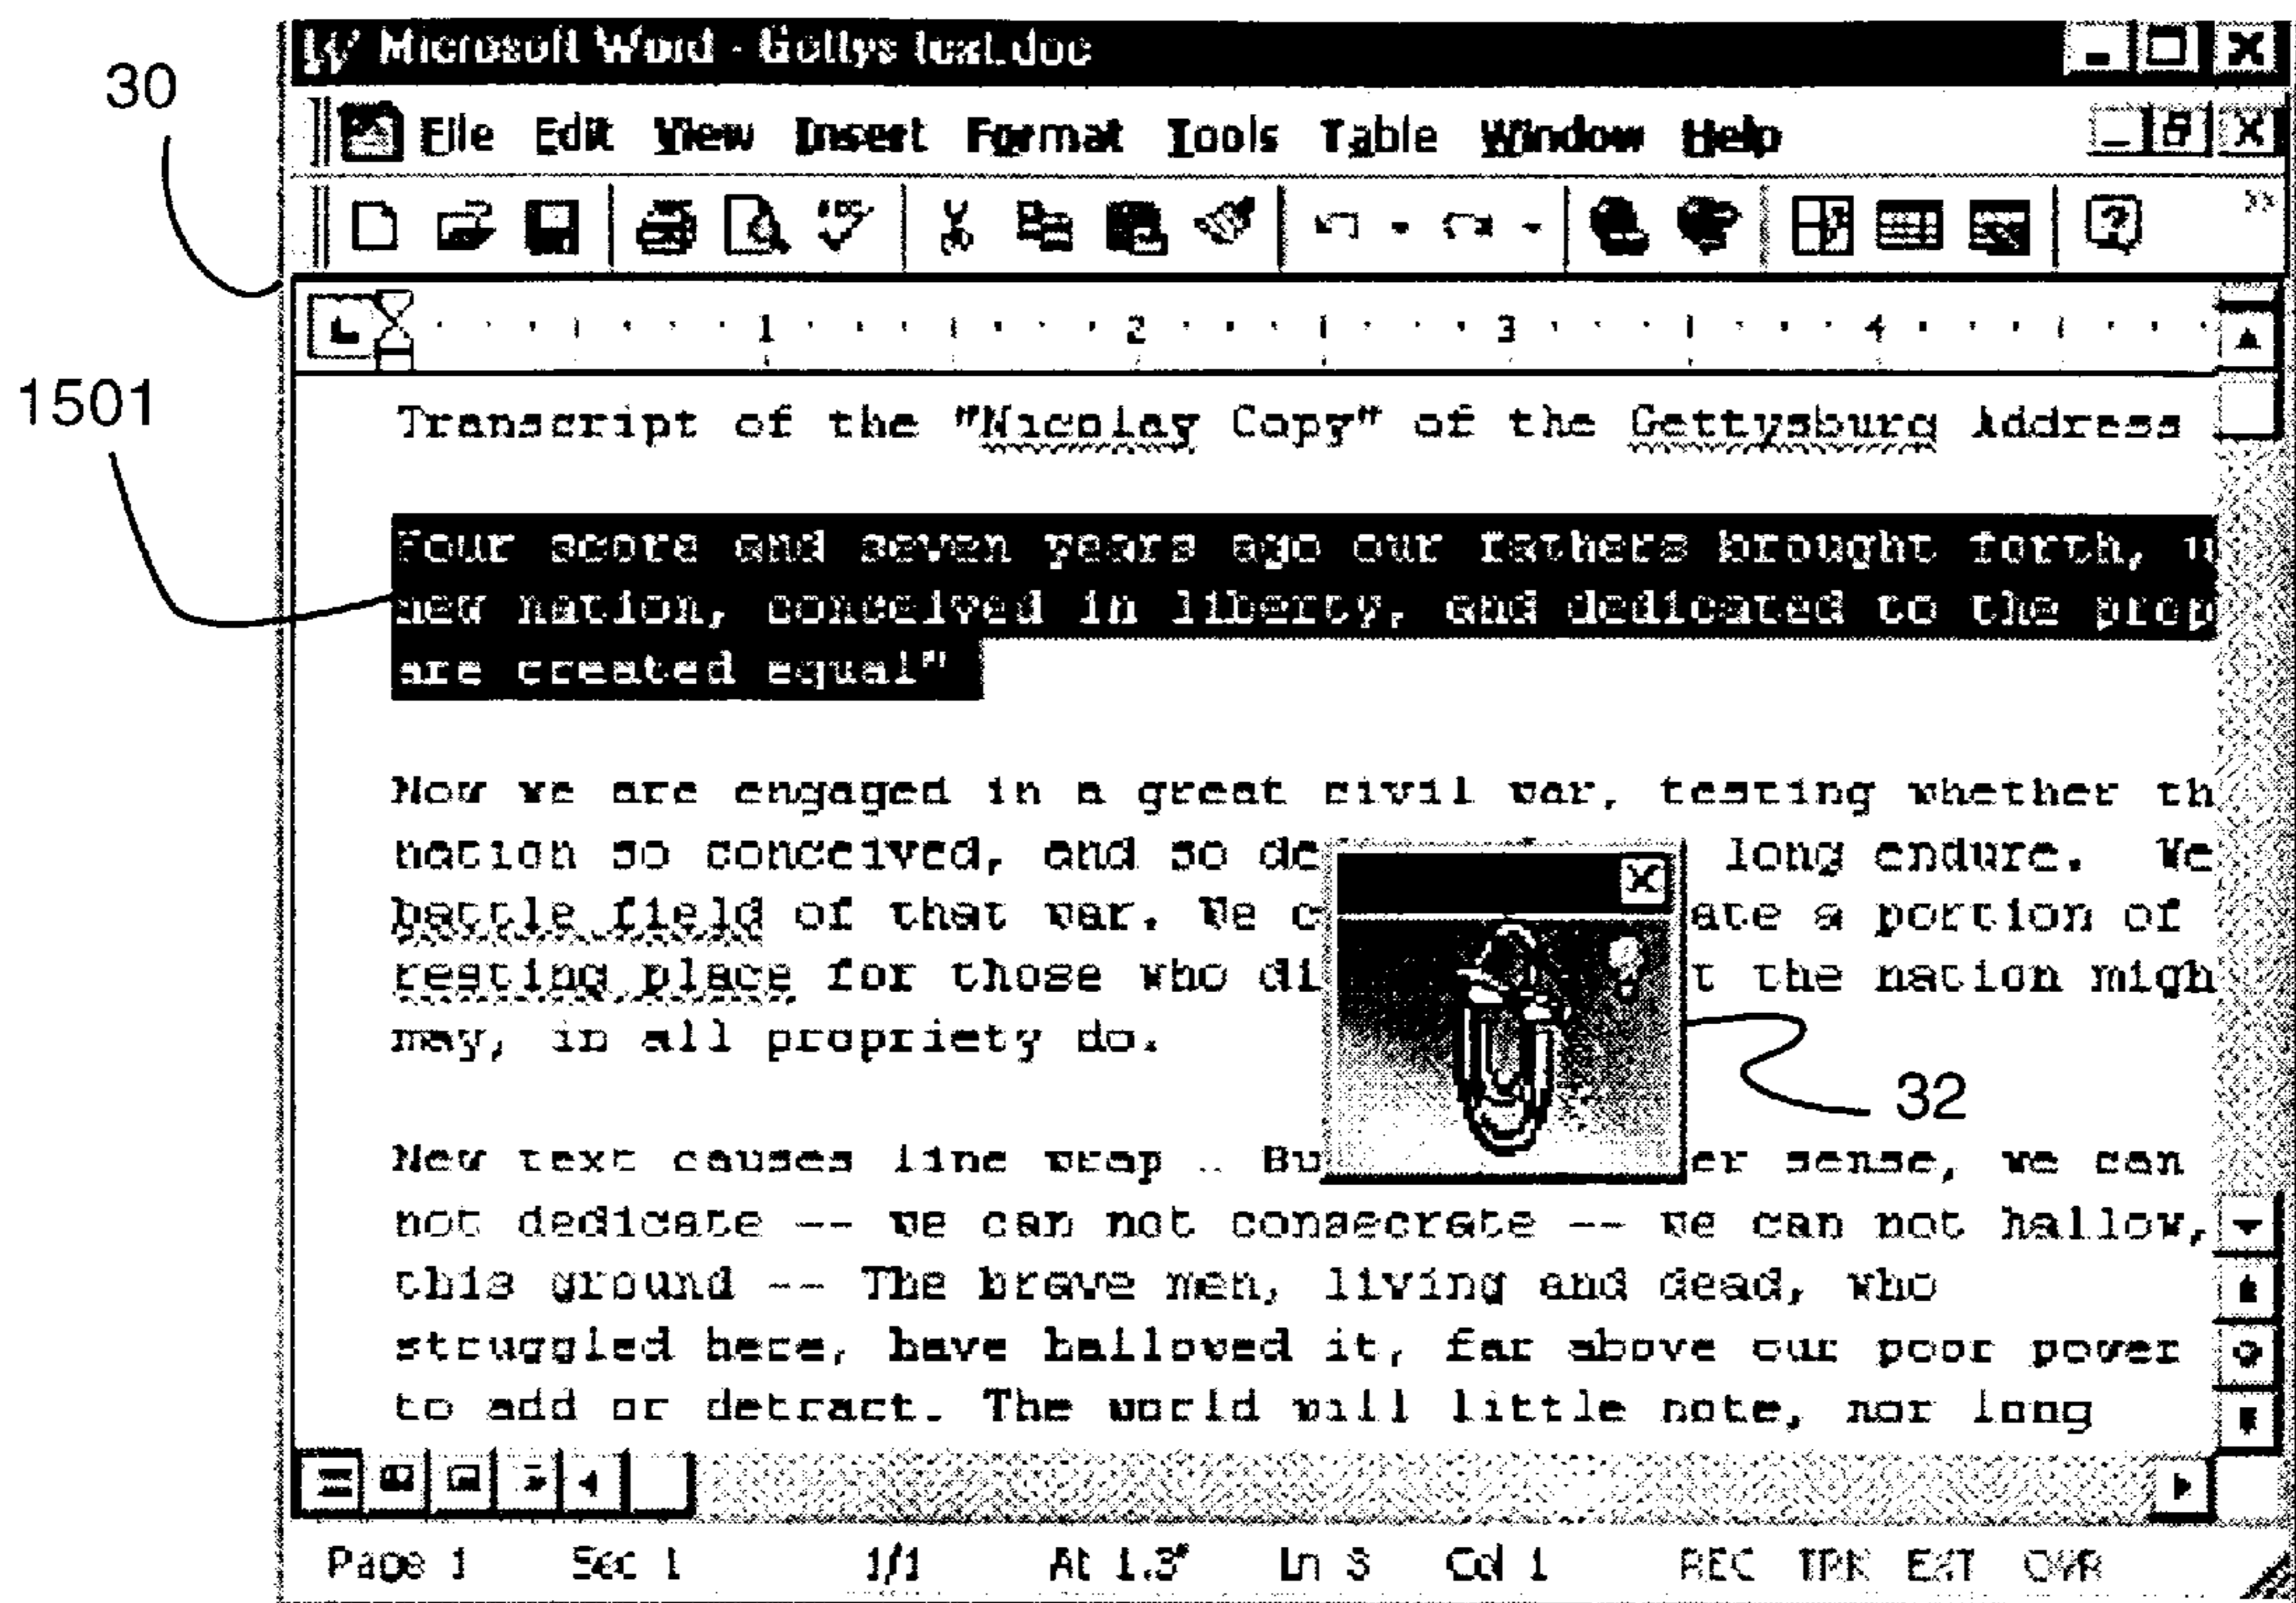 Microsoft Word - Gettys text.doc
30
File Edit View Insert Format Tools Table Window Help
1 2 3 4
1501
Transcript of the "Nicolay Copy" of the Gettysburg Address
Four score and seven years ago our fathers brought forth,
new nation, conceived in liberty, and dedicated to the prop
are created equal"
Now we are engaged in a great civil war, testing whether th
nation so conceived, and so de long endure. We
battle field of that war. We c ate a portion of
resting place for those who di t the nation migh
may, in all propriety do.
32
New text causes line wrap .. Bu er sense, we can
not dedicate -- we can not consecrate -- we can not hallow,
this ground -- The brave men, living and dead, who
struggled here, have hallowed it, far above our poor power
to add or detract. The world will little note, nor long
Page 1 Sec 1 1/1 At 1.3" Ln Col 1 REC TRK EXT OVR